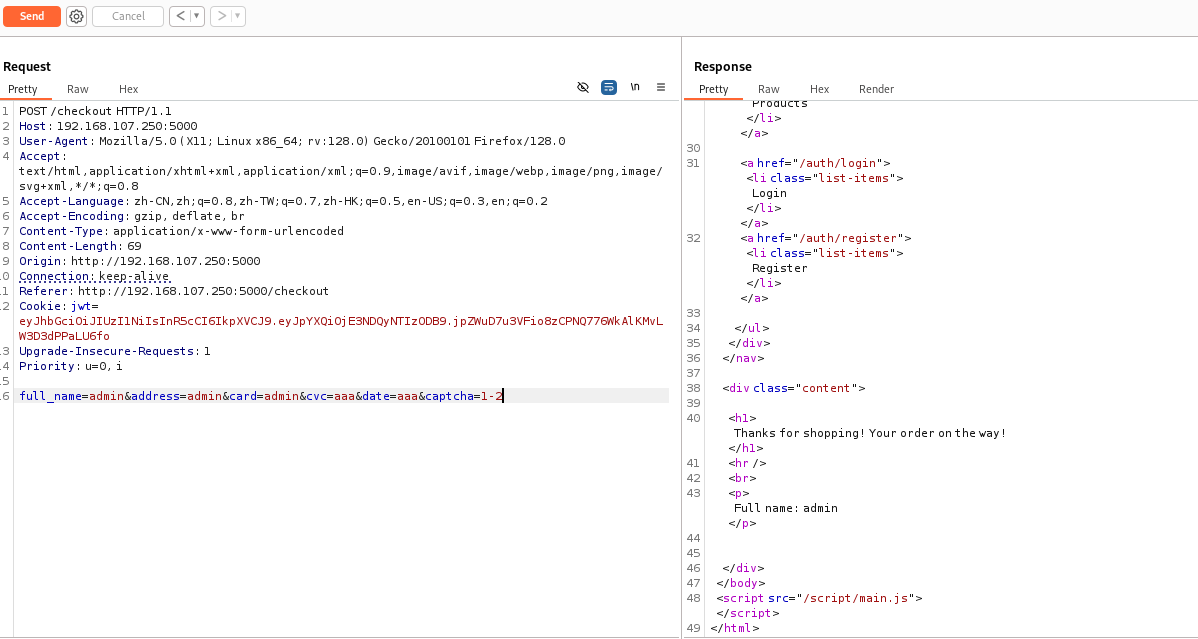 Send Cancel < ▾ > ▾
Request
Pretty Raw Hex \n
1 POST /checkout HTTP/1.1
2 Host: 192.168.107.250:5000
3 User-Agent: Mozilla/5.0 (X11; Linux x86_64; rv:128.0) Gecko/20100101 Firefox/128.0
4 Accept:
text/html,application/xhtml+xml,application/xml;q=0.9,image/avif,image/webp,image/png,image/
svg+xml,*/*;q=0.8
5 Accept-Language: zh-CN,zh;q=0.8,zh-TW;q=0.7,zh-HK;q=0.5,en-US;q=0.3,en;q=0.2
6 Accept-Encoding: gzip, deflate, br
7 Content-Type: application/x-www-form-urlencoded
8 Content-Length: 69
9 Origin: http://192.168.107.250:5000
0 Connection: keep-alive
1 Referer: http://192.168.107.250:5000/checkout
2 Cookie: jwt=
eyJhbGciOiJIUzI1NiIsInR5cCI6IkpXVCJ9.eyJpYXQiOjE3NDQyNTIzODB9.jpZWuD7u3VFio8zCPNQ776WkAlKMvL
W3D3dPPaLU6fo
3 Upgrade-Insecure-Requests: 1
4 Priority: u=0, i
5
6 full_name=admin&address=admin&card=admin&cvc=aaa&date=aaa&captcha=1-2
Response
Pretty Raw Hex Render
Products
</li>
</a>
30
31 <a href="/auth/login">
<li class="list-items">
Login
</li>
</a>
32 <a href="/auth/register">
<li class="list-items">
Register
</li>
</a>
33
34 </ul>
35 </div>
36 </nav>
37
38 <div class="content">
39
40 <h1>
Thanks for shopping! Your order on the way!
</h1>
41 <hr />
42 <br>
43 <p>
Full name: admin
</p>
44
45
46 </div>
47 </body>
48 <script src="/script/main.js">
</script>
49 </html>